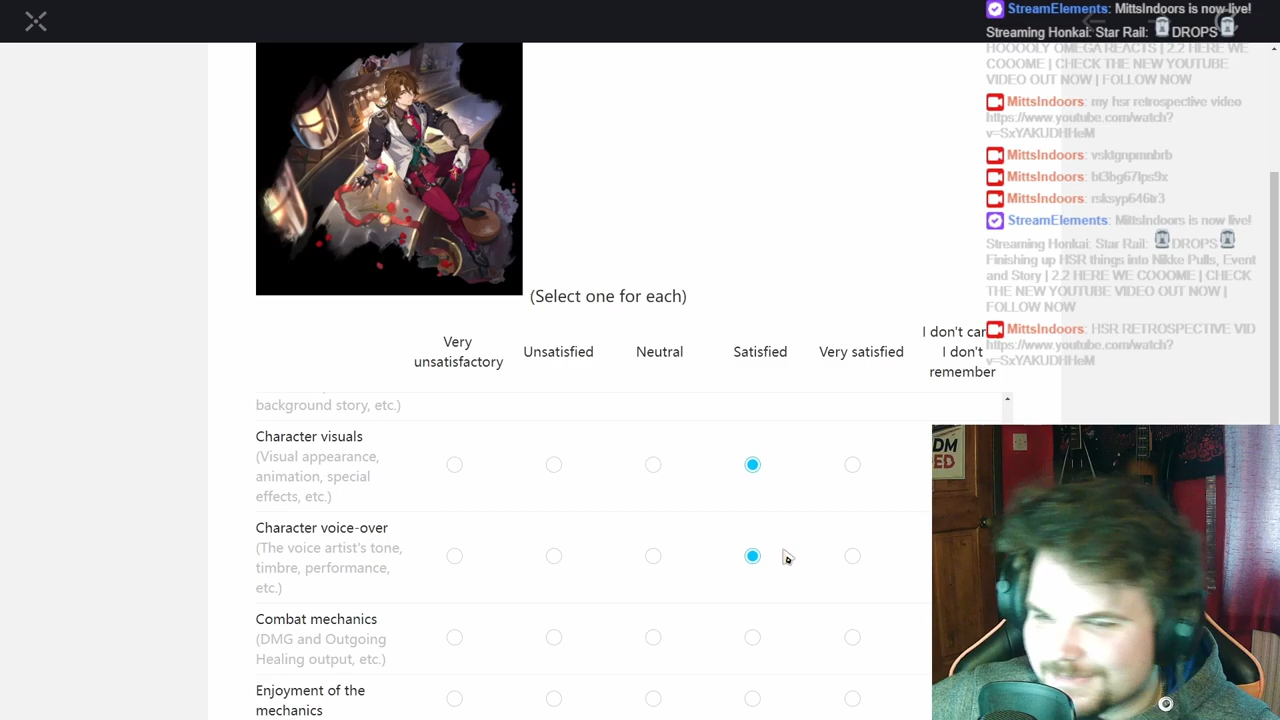 StreamElements: MittsIndoors is now live!
Streaming Honkai: Star Rail: DROPS
HOOOOLY OMEGA REACTS | 2.2 HERE WE
COOOME | CHECK THE NEW YOUTUBE
VIDEO OUT NOW | FOLLOW NOW
MittsIndoors: my hsr retrospective video
https://www.youtube.com/watch?
v=SxYAKUDHHeM
MittsIndoors: vsktgnpmnbrb
MittsIndoors: bt3bg67lps9x
MittsIndoors: rsksyp646tr3
StreamElements: MittsIndoors is now live!
Streaming Honkai: Star Rail: DROPS
Finishing up HSR things into Nikke Pulls, Event
and Story | 2.2 HERE WE COOOME | CHECK
THE NEW YOUTUBE VIDEO OUT NOW |
FOLLOW NOW
MittsIndoors: HSR RETROSPECTIVE VID
https://www.youtube.com/watch?
v=SxYAKUDHHeM
(Select one for each)
Very
unsatisfactory
Unsatisfied
Neutral
Satisfied
Very satisfied
I don't car
I don't
remember
background story, etc.)
Character visuals
(Visual appearance,
animation, special
effects, etc.)
Character voice-over
(The voice artist's tone,
timbre, performance,
etc.)
Combat mechanics
(DMG and Outgoing
Healing output, etc.)
Enjoyment of the
mechanics
DM
ED